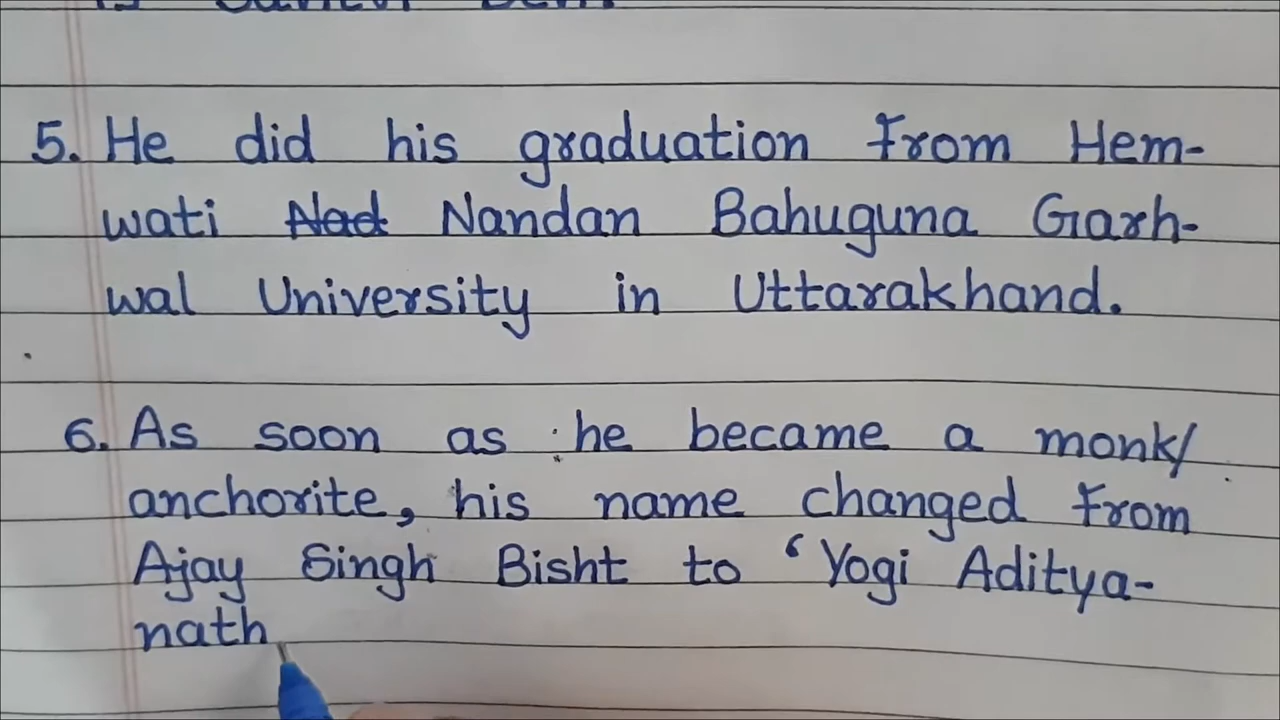 5. He did his graduation from Hem-
wati Nad Nandan Bahuguna Garh-
wal University in Uttarakhand.
6. As soon as he became a monk/
anchorite, his name changed from
Ajay Singh Bisht to ‘Yogi Aditya-
nath